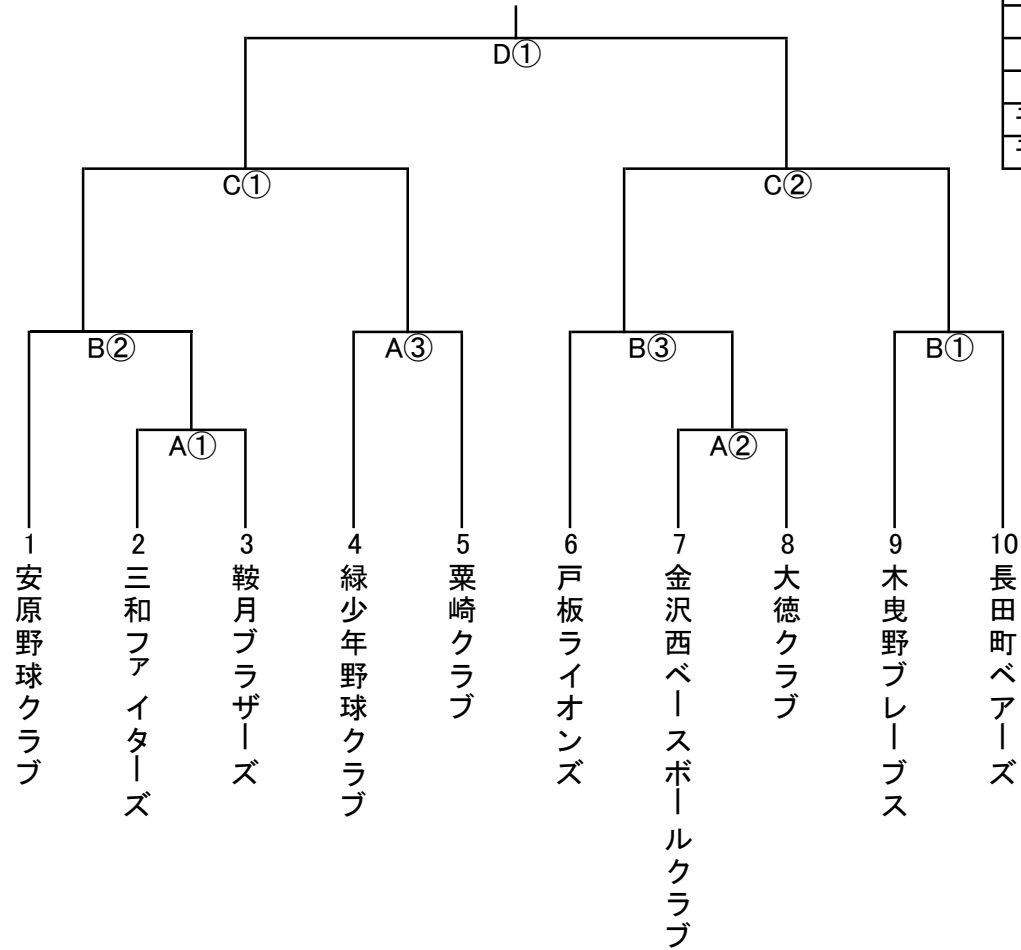 D①
C①
C②
B②
A③
B③
B①
A①
A②
1
安原野球クラブ
2
三和ファイターズ
3
鞍月ブラザーズ
4
緑少年野球クラブ
5
粟崎クラブ
6
戸板ライオンズ
7
金沢西ベースボールクラブ
8
大徳クラブ
9
木曳野ブレーブス
10
長田町ベアーズ